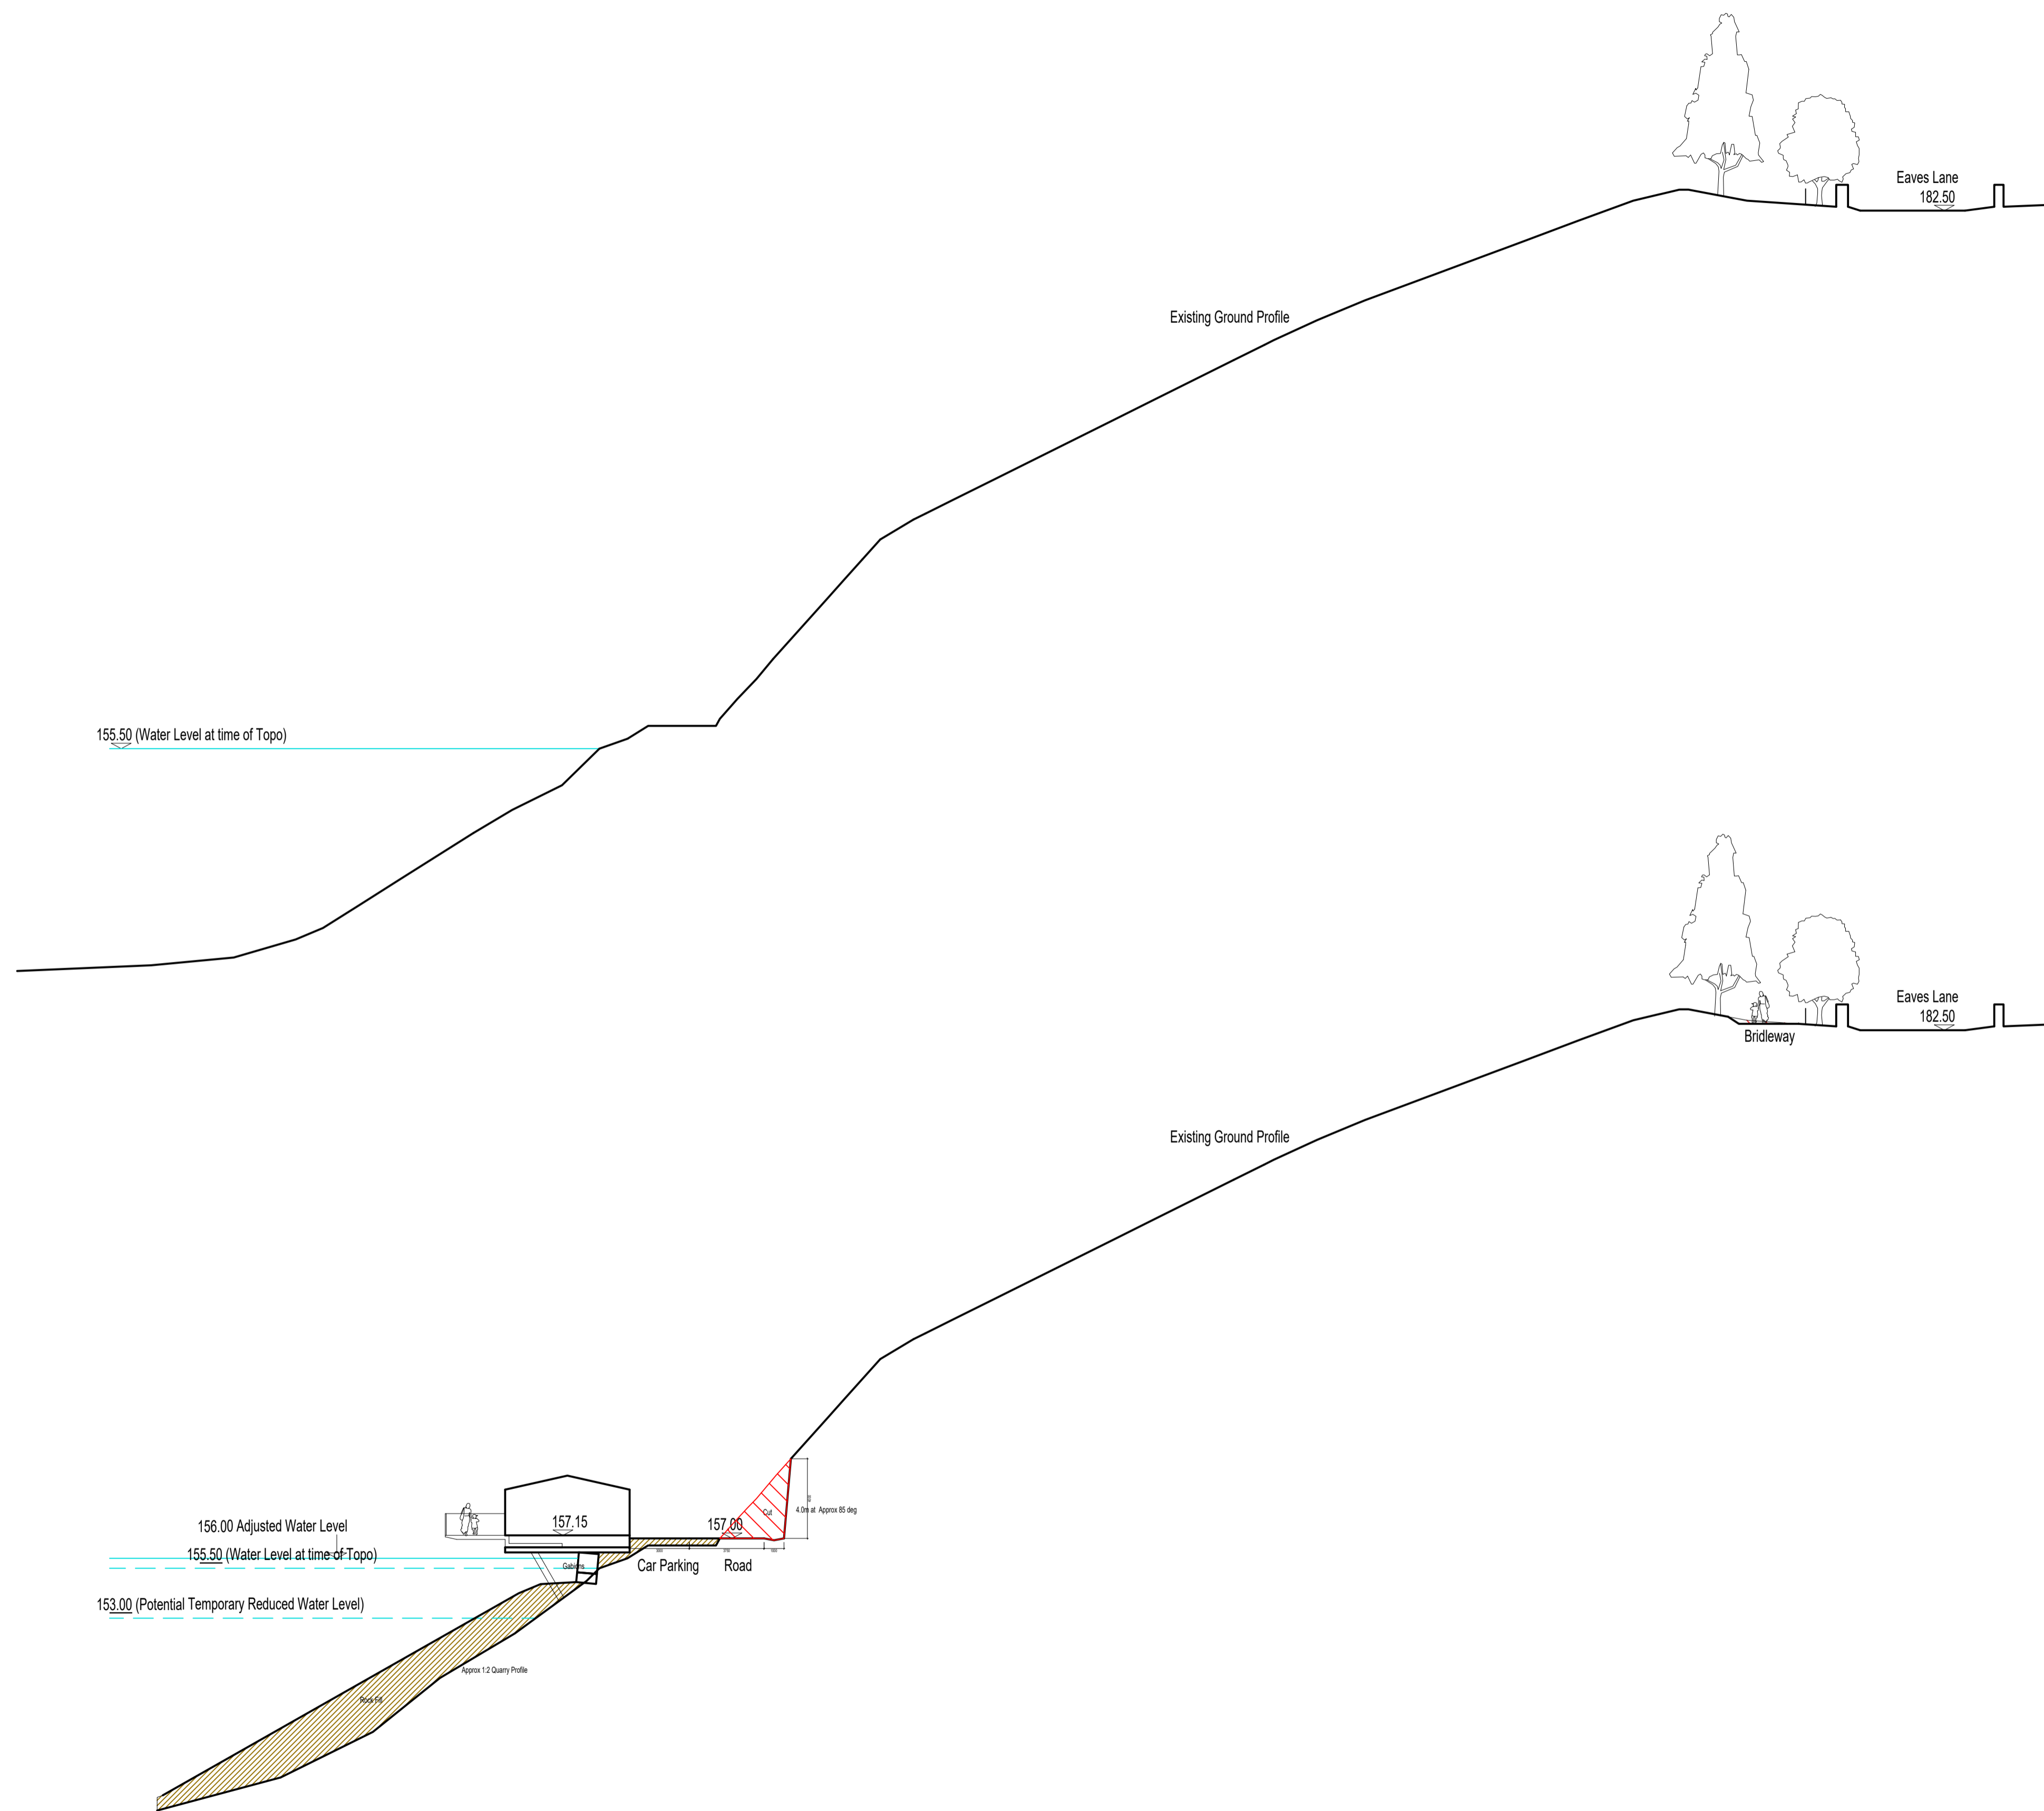 Eaves Lane
182.50
Existing Ground Profile
155.50 (Water Level at time of Topo)
Eaves Lane
182.50
Bridleway
Existing Ground Profile
Cut
4.0m at Approx 85 deg
157.15
157.00
156.00 Adjusted Water Level
155.50 (Water Level at time of Topo)
Gabions
Car Parking
Road
153.00 (Potential Temporary Reduced Water Level)
Approx 1:2 Quarry Profile
Rock Fill